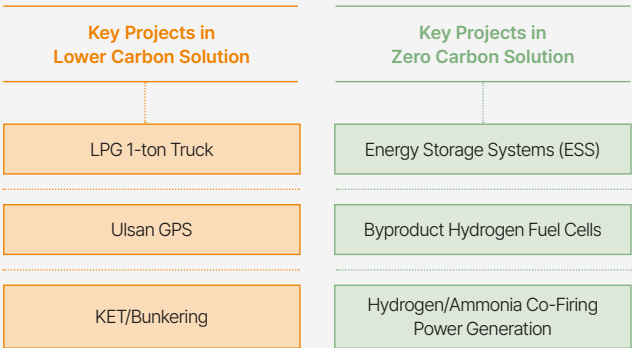 Key Projects in
Lower Carbon Solution
LPG 1-ton Truck
Ulsan GPS
KET/Bunkering
Key Projects in
Zero Carbon Solution
Energy Storage Systems (ESS)
Byproduct Hydrogen Fuel Cells
Hydrogen/Ammonia Co-Firing
Power Generation